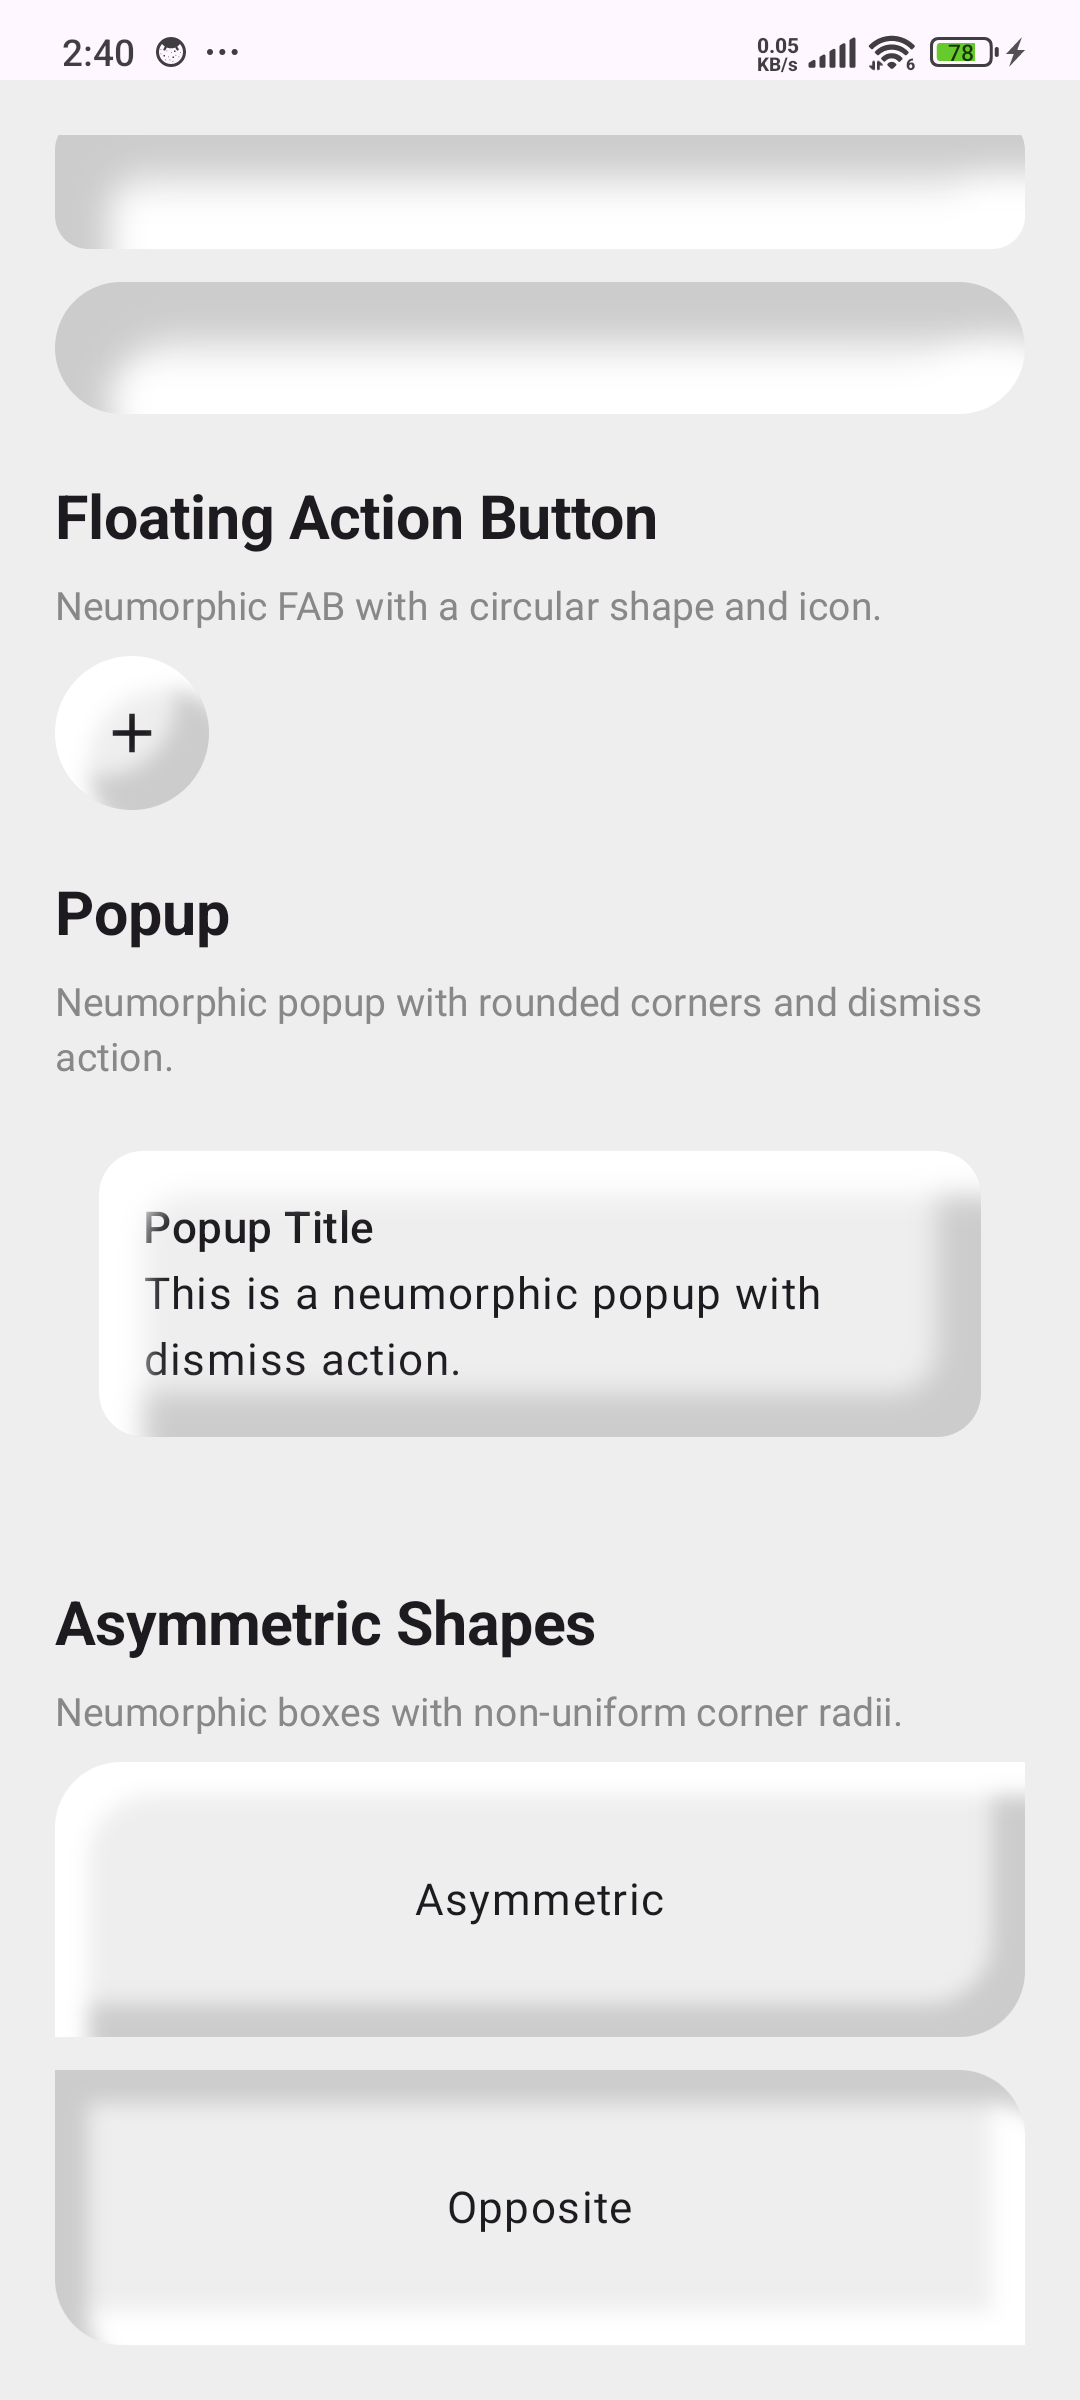 2:40
0.05
KB/s
6
78
Floating Action Button
Neumorphic FAB with a circular shape and icon.
Popup
Neumorphic popup with rounded corners and dismiss
action.
Popup Title
This is a neumorphic popup with
dismiss action.
Asymmetric Shapes
Neumorphic boxes with non-uniform corner radii.
Asymmetric
Opposite